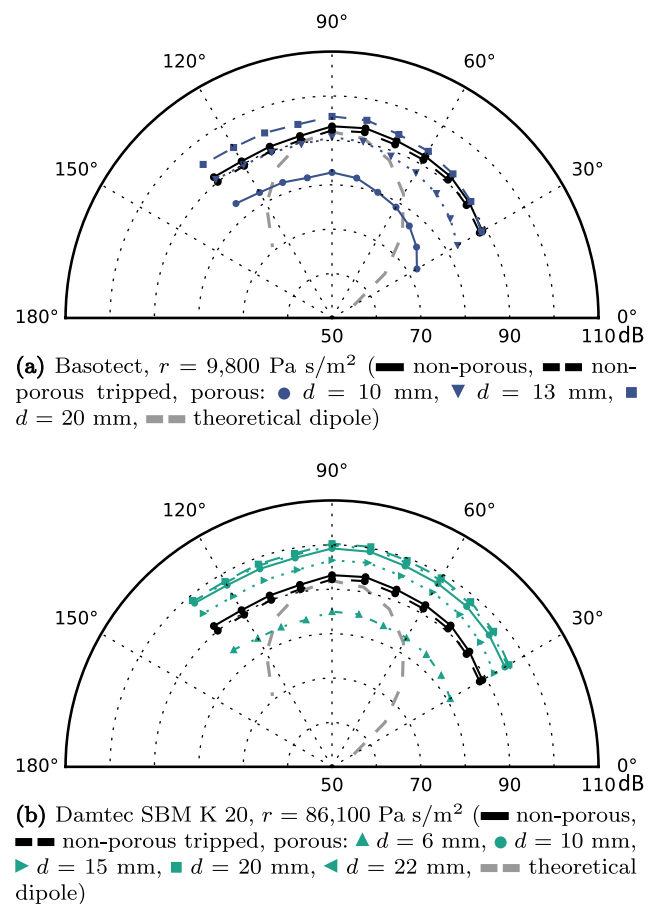 90°
120°
60°
150°
30°
180°
0°
50
70
90
110
dB
(a) Basotect, r = 9,800 Pa s/m² ( non-porous, non-
porous tripped, porous: d = 10 mm, d = 13 mm,
d = 20 mm, theoretical dipole)
90°
120°
60°
150°
30°
180°
0°
50
70
90
110
dB
(b) Damtec SBM K 20, r = 86,100 Pa s/m² ( non-porous,
non-porous tripped, porous: d = 6 mm, d = 10 mm,
d = 15 mm, d = 20 mm, d = 22 mm, theoretical
dipole)